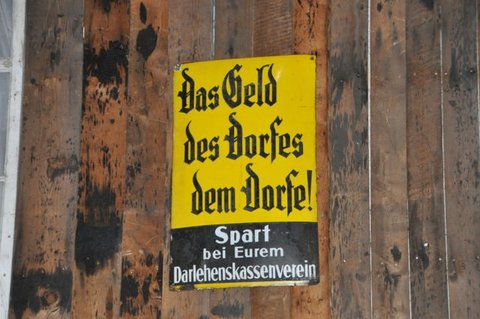 Das Geld
des Dorfes
dem Dorfe!
Spart
bei Eurem
Darlehenskassenverein